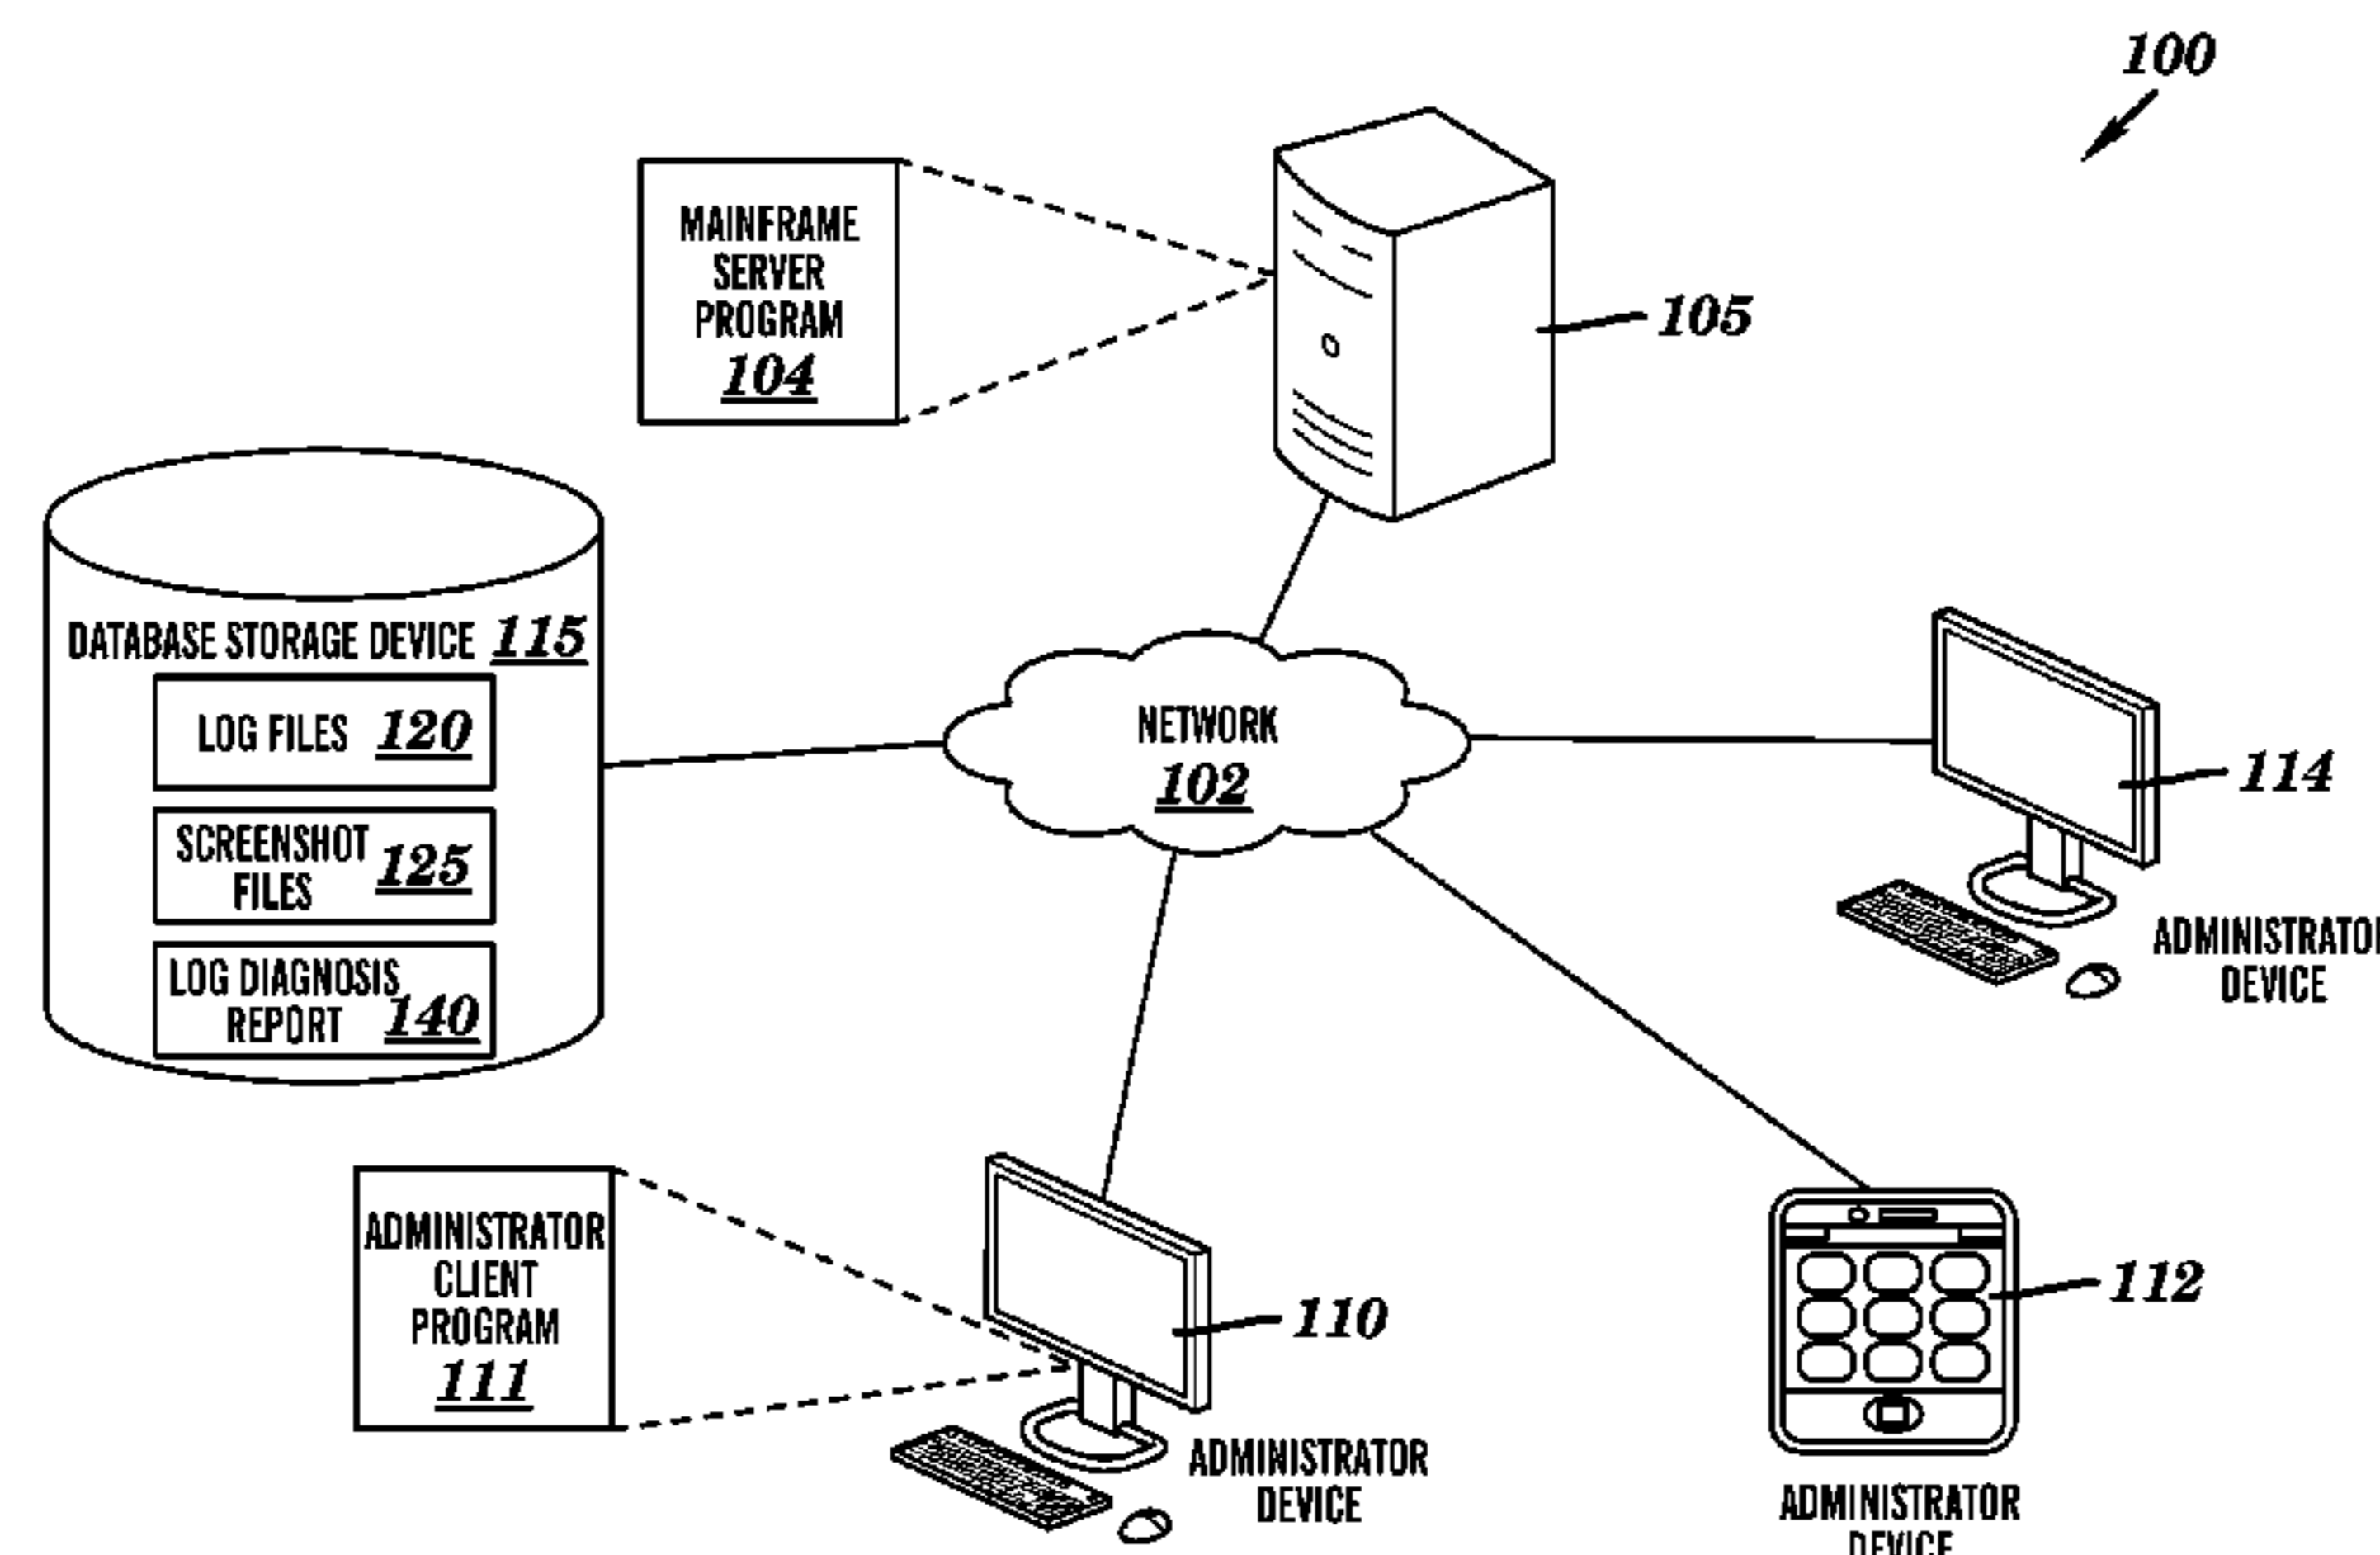 100
MAINFRAME
SERVER
PROGRAM
104
105
DATABASE STORAGE DEVICE 115
LOG FILES 120
SCREENSHOT
FILES 125
LOG DIAGNOSIS
REPORT 140
NETWORK
102
114
ADMINISTRATOR
DEVICE
ADMINISTRATOR
CLIENT
PROGRAM
111
110
ADMINISTRATOR
DEVICE
112
ADMINISTRATOR
DEVICE